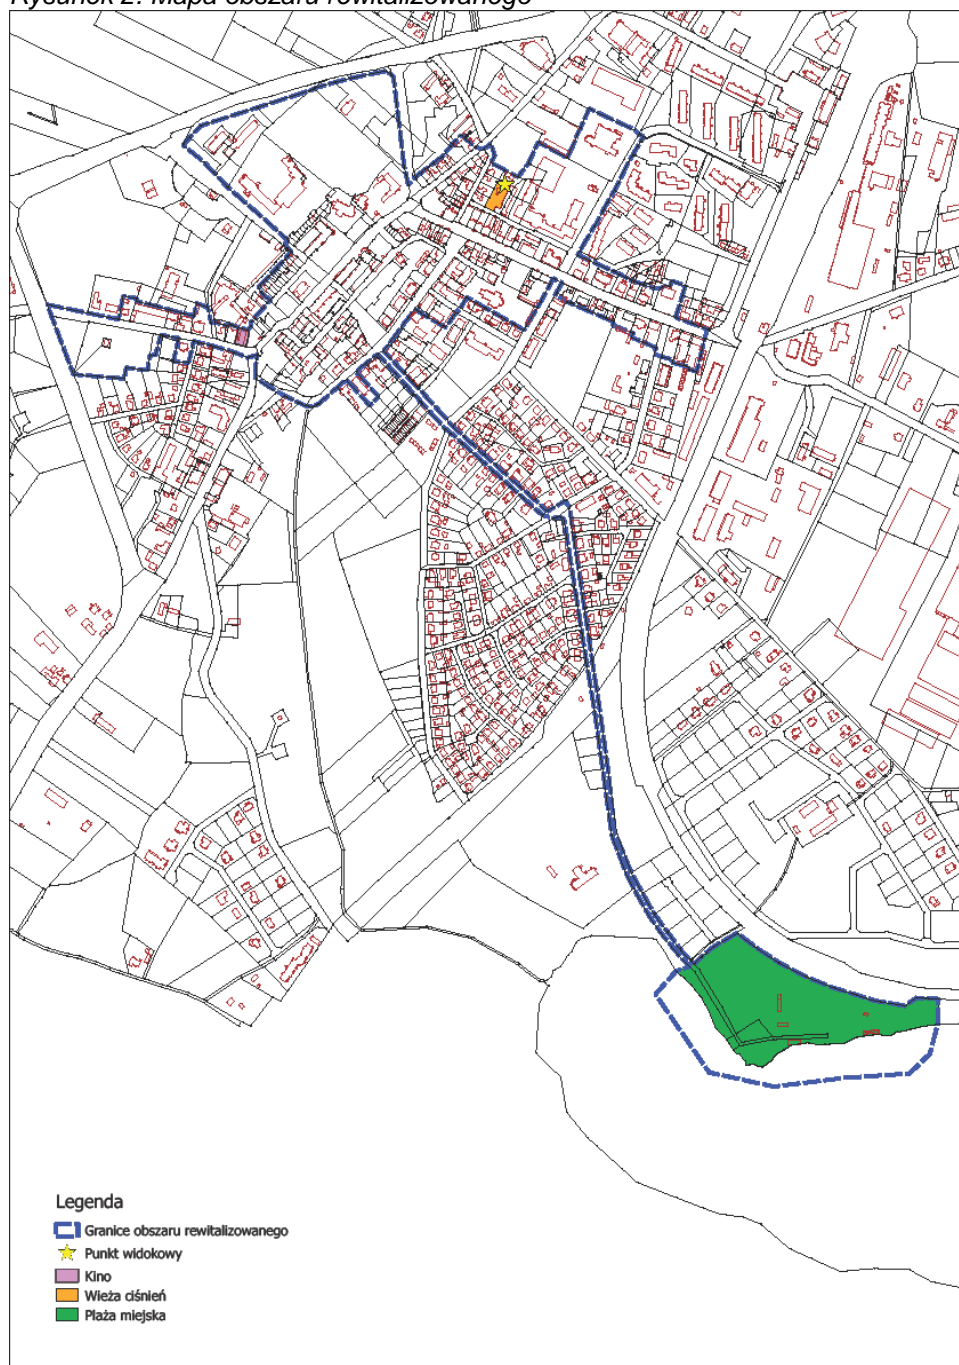 Rysunek 2. Mapa obszaru rewitalizowanego
Legenda
Granice obszaru rewitalizowanego
Punkt widokowy
Kino
Wieża ciśnień
Plaża miejska